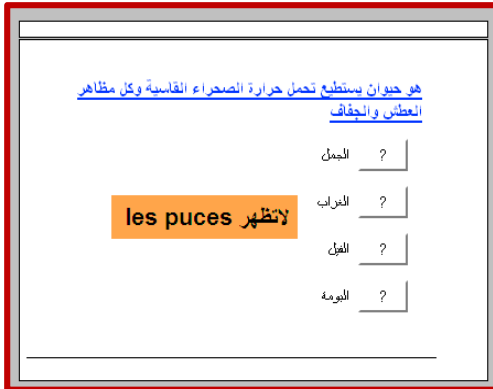 هو حيوان يستطيع تحمل حرارة الصحراء القاسية وكل مظاهر
العطش والجفاف
? الجمل
? الغراب
لاتظهر les puces
? الفيل
? البومة